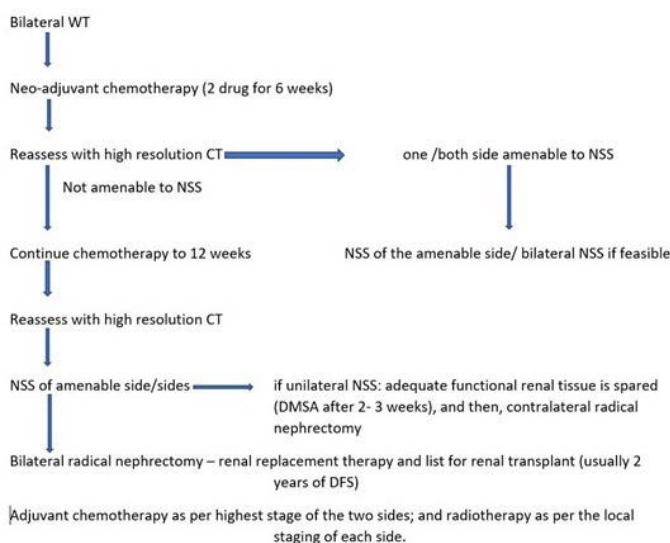 Bilateral WT
Neo-adjuvant chemotherapy (2 drug for 6 weeks)
Reassess with high resolution CT
one /both side amenable to NSS
Not amenable to NSS
Continue chemotherapy to 12 weeks
NSS of the amenable side/ bilateral NSS if feasible
Reassess with high resolution CT
NSS of amenable side/sides
if unilateral NSS: adequate functional renal tissue is spared
(DMSA after 2- 3 weeks), and then, contralateral radical
nephrectomy
Bilateral radical nephrectomy – renal replacement therapy and list for renal transplant (usually 2
years of DFS)
Adjuvant chemotherapy as per highest stage of the two sides; and radiotherapy as per the local
staging of each side.